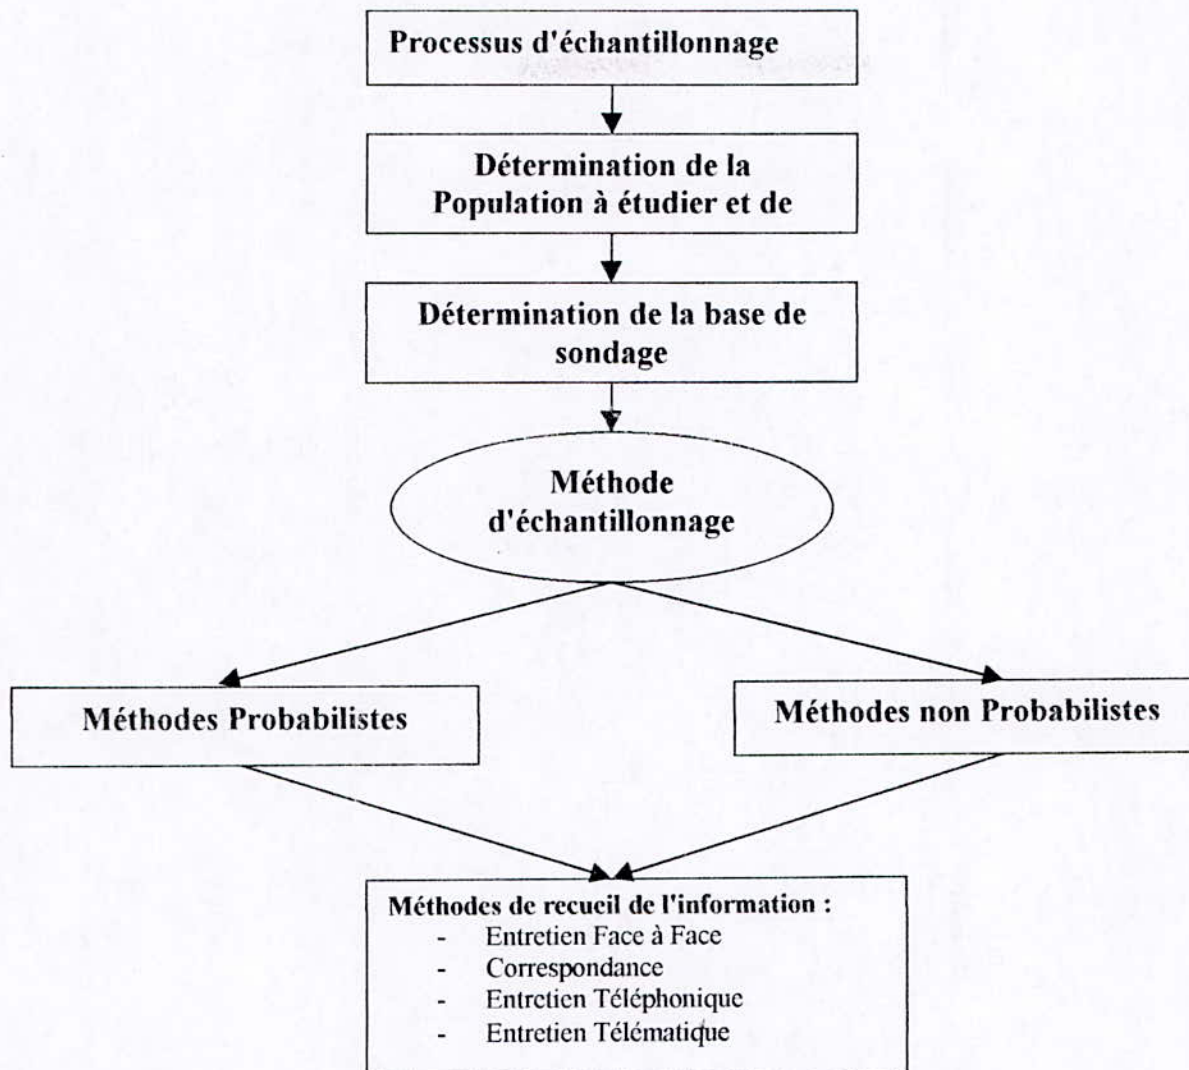 Processus d'échantillonnage
Détermination de la
Population à étudier et de
Détermination de la base de
sondage
Méthode
d'échantillonnage
Méthodes Probabilistes
Méthodes non Probabilistes
Méthodes de recueil de l'information :
- Entretien Face à Face
- Correspondance
- Entretien Téléphonique
- Entretien Télématique